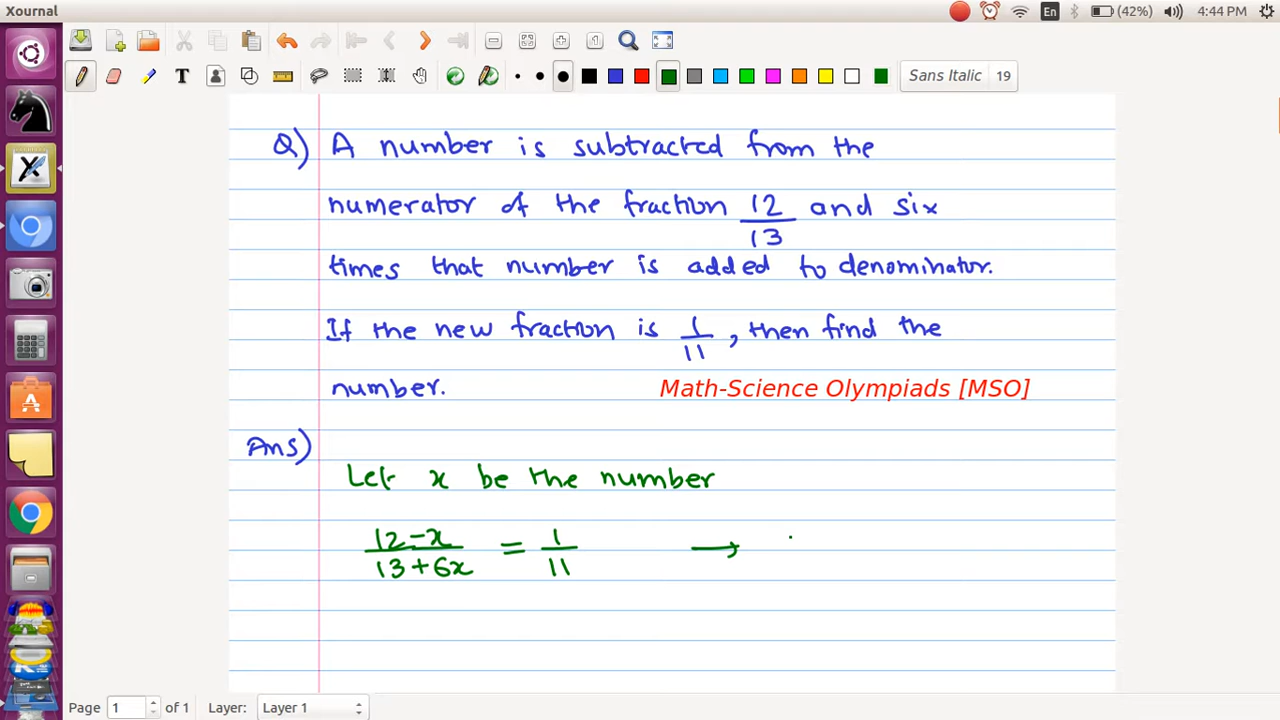 Xournal
En (42%) 4:44 PM
T Sans Italic 19
Q) A number is subtracted from the
numerator of the fraction 12/13 and six
times that number is added to denominator.
If the new fraction is 1/11, then find the
number. Math-Science Olympiads [MSO]
Ans)
Let x be the number
(12-x)/(13+6x) = 1/11 →
Page 1 of 1 Layer: Layer 1